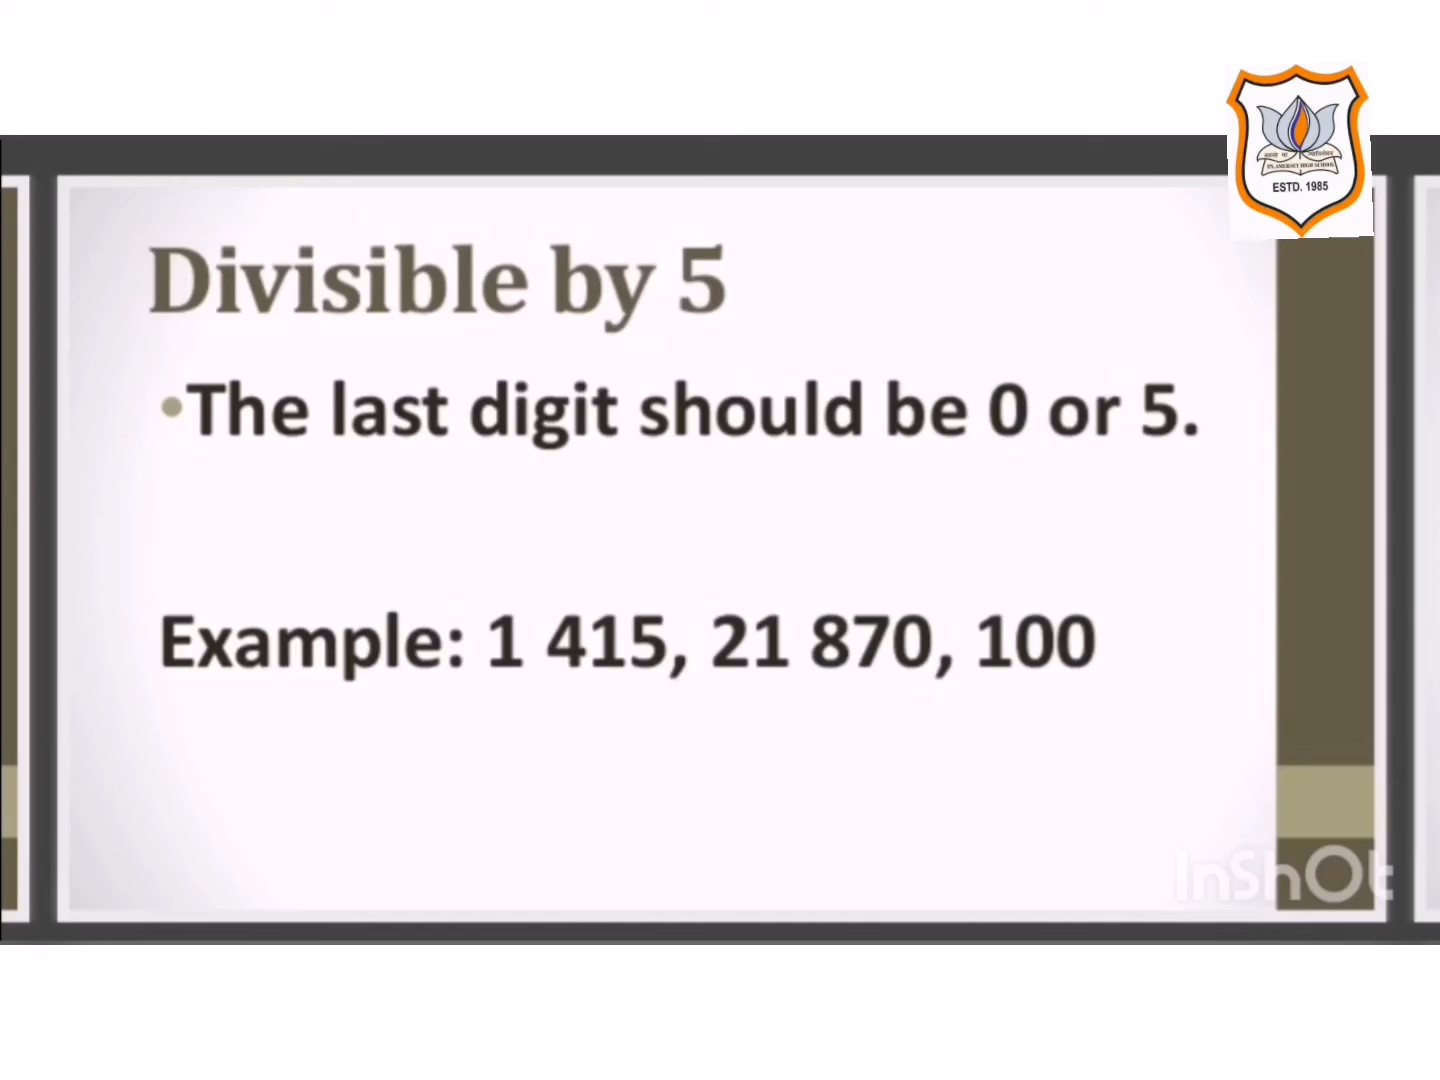 ESTD. 1985
Divisible by 5
•The last digit should be 0 or 5.
Example: 1 415, 21 870, 100
InShOt